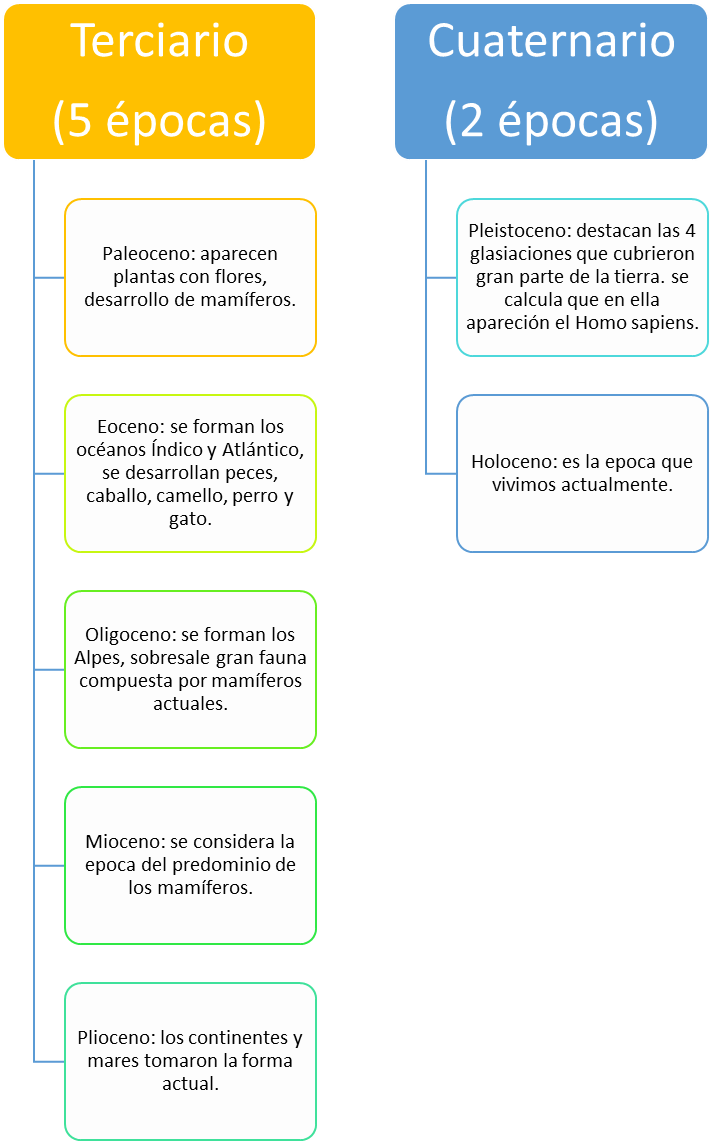 Terciario
(5 épocas)
Paleoceno: aparecen
plantas con flores,
desarrollo de mamíferos.
Eoceno: se forman los
océanos Índico y Atlántico,
se desarrollan peces,
caballo, camello, perro y
gato.
Oligoceno: se forman los
Alpes, sobresale gran fauna
compuesta por mamíferos
actuales.
Mioceno: se considera la
epoca del predominio de
los mamíferos.
Plioceno: los continentes y
mares tomaron la forma
actual.
Cuaternario
(2 épocas)
Pleistoceno: destacan las 4
glasiaciones que cubrieron
gran parte de la tierra. se
calcula que en ella
aparición el Homo sapiens.
Holoceno: es la epoca que
vivimos actualmente.